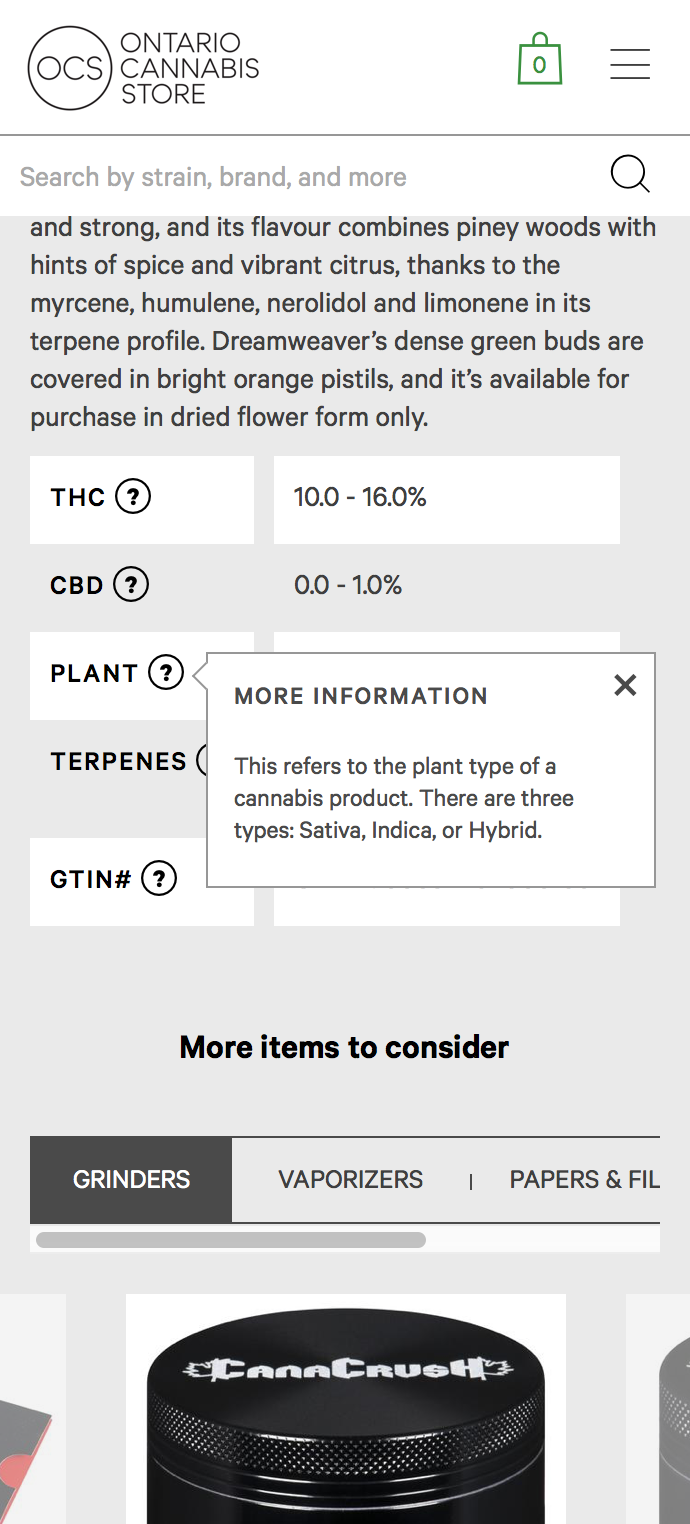 OCS
ONTARIO
CANNABIS
STORE
0
Search by strain, brand, and more
and strong, and its flavour combines piney woods with
hints of spice and vibrant citrus, thanks to the
myrcene, humulene, nerolidol and limonene in its
terpene profile. Dreamweaver’s dense green buds are
covered in bright orange pistils, and it’s available for
purchase in dried flower form only.
THC ? 10.0 - 16.0%
CBD ? 0.0 - 1.0%
PLANT ?
MORE INFORMATION
This refers to the plant type of a
cannabis product. There are three
types: Sativa, Indica, or Hybrid.
TERPENES
GTIN# ?
More items to consider
GRINDERS VAPORIZERS | PAPERS & FIL
CANACRUSH